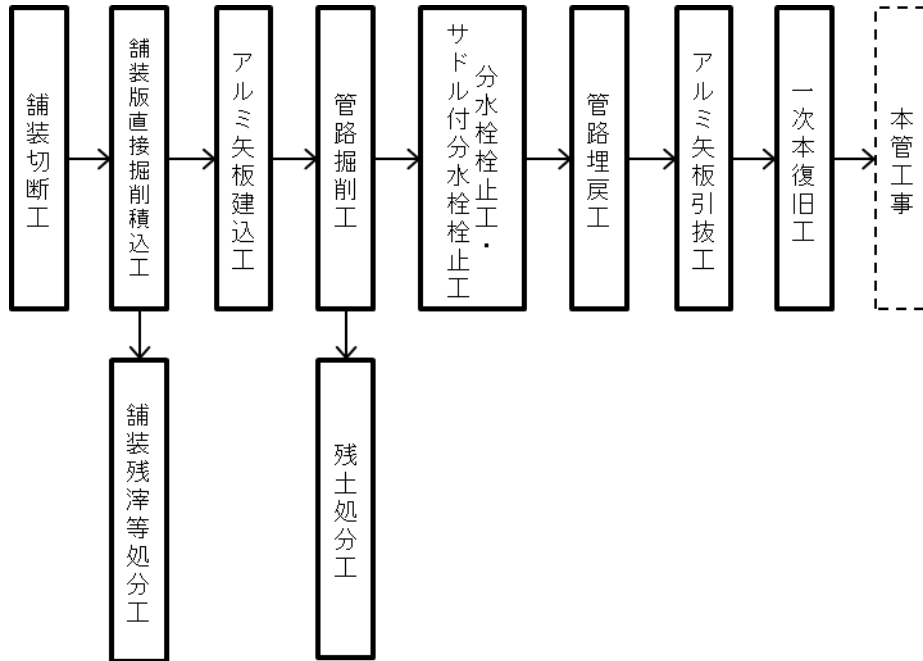 舗装切断工
舗装版直接掘削積込工
アルミ矢板建込工
管路掘削工
分水栓栓止工・
サドル付分水栓栓止工
管路埋戻工
アルミ矢板引抜工
一次本復旧工
本管工事
舗装残滓等処分工
残土処分工